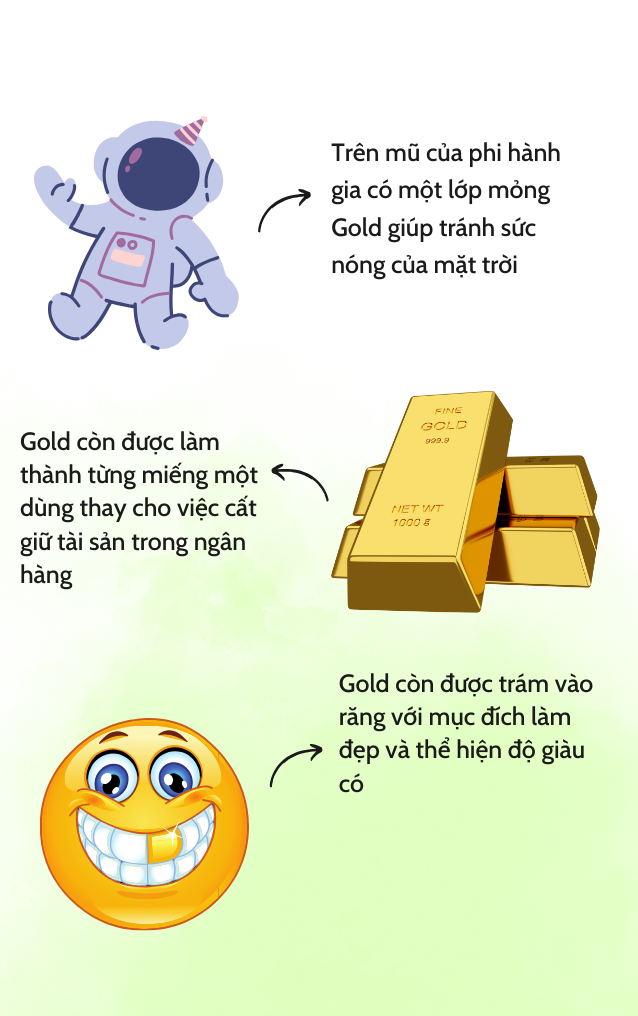 Trên mũ của phi hành
gia có một lớp mỏng
Gold giúp tránh sức
nóng của mặt trời
FINE
GOLD
999.9
NET WT
1000 g
Gold còn được làm
thành từng miếng một
dùng thay cho việc cất
giữ tài sản trong ngân
hàng
Gold còn được trám vào
răng với mục đích làm
đẹp và thể hiện độ giàu
có